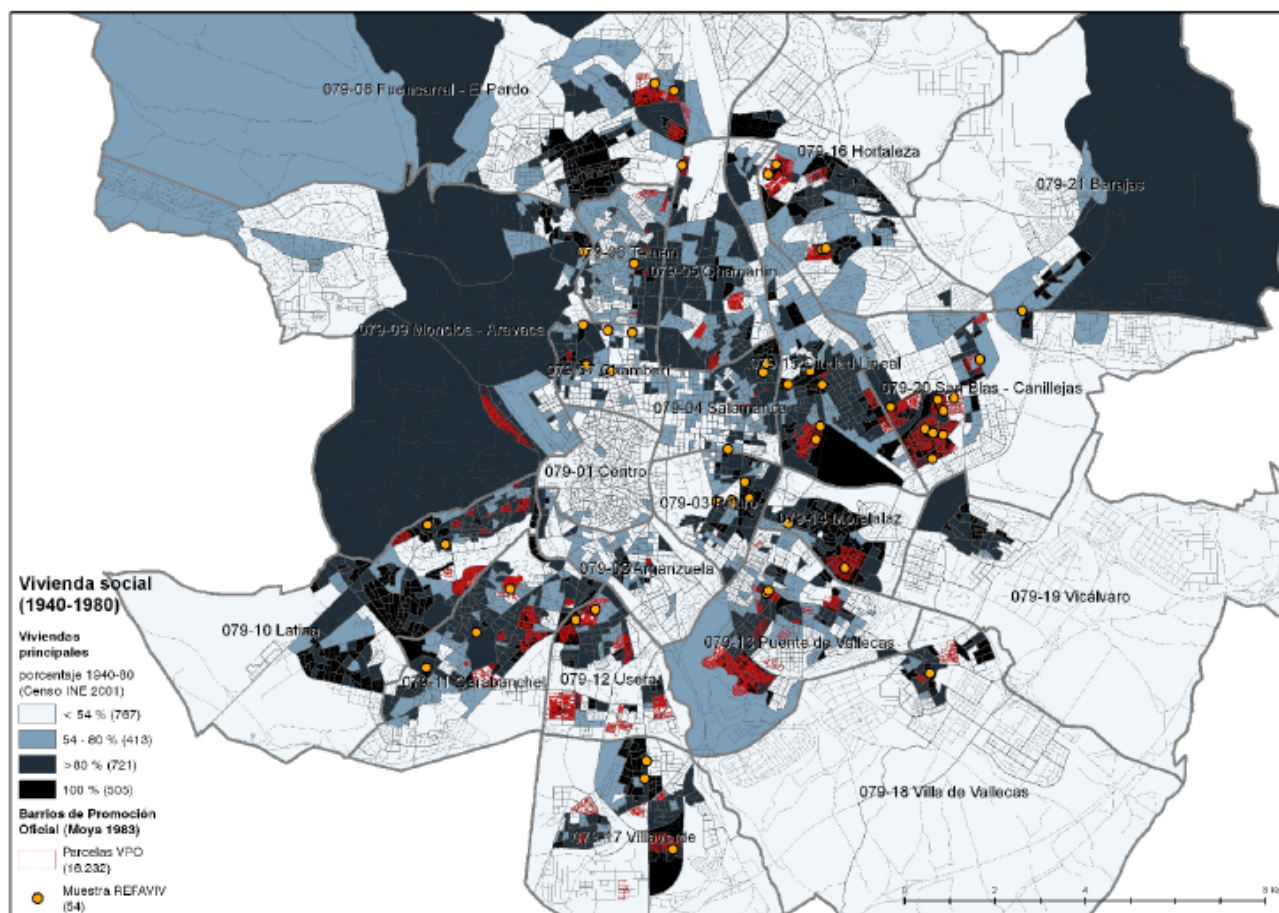 079-08 Fuencarral - El Pardo
079-16 Hortaleza
079-21 Barajas
079-06 Tetuán
079-05 Chamartín
079-09 Moncloa - Aravaca
079-15 Ciudad Lineal
079-07 Chamberí
079-20 San Blas - Canillejas
079-04 Salamanca
079-01 Centro
079-03 Retiro
079-14 Moratalaz
079-02 Arganzuela
079-19 Vicálvaro
079-10 Latina
079-13 Puente de Vallecas
079-11 Carabanchel
079-12 Usera
079-18 Villa de Vallecas
079-17 Villaverde
Vivienda social
(1940-1980)
Viviendas
principales
porcentaje 1940-80
(Censo INE 2001)
< 54 % (767)
54 - 80 % (413)
>80 % (721)
100 % (505)
Barrios de Promoción
Oficial (Moya 1983)
Parcelas VPO
(16.232)
Muestra REFAVIV
(54)
0 2 4 8